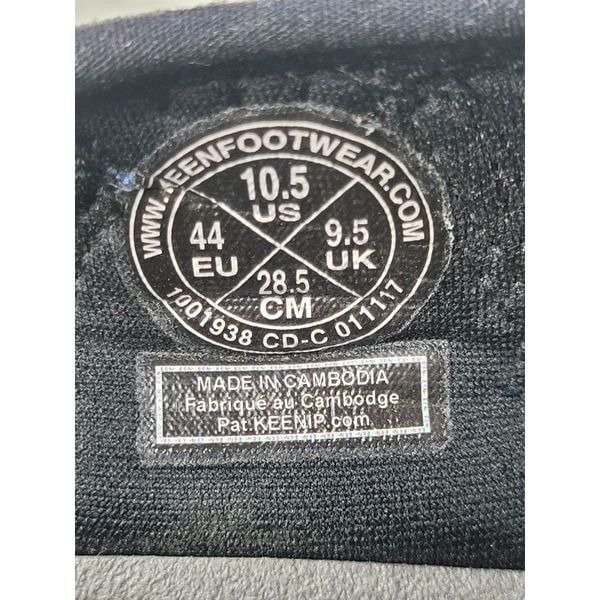 WWW.KEENFOOTWEAR.COM
10.5
US
44
EU
9.5
UK
28.5
CM
1001938 CD-C 011117
MADE IN CAMBODIA
Fabriqué au Cambodge
Pat.KEENIP.com